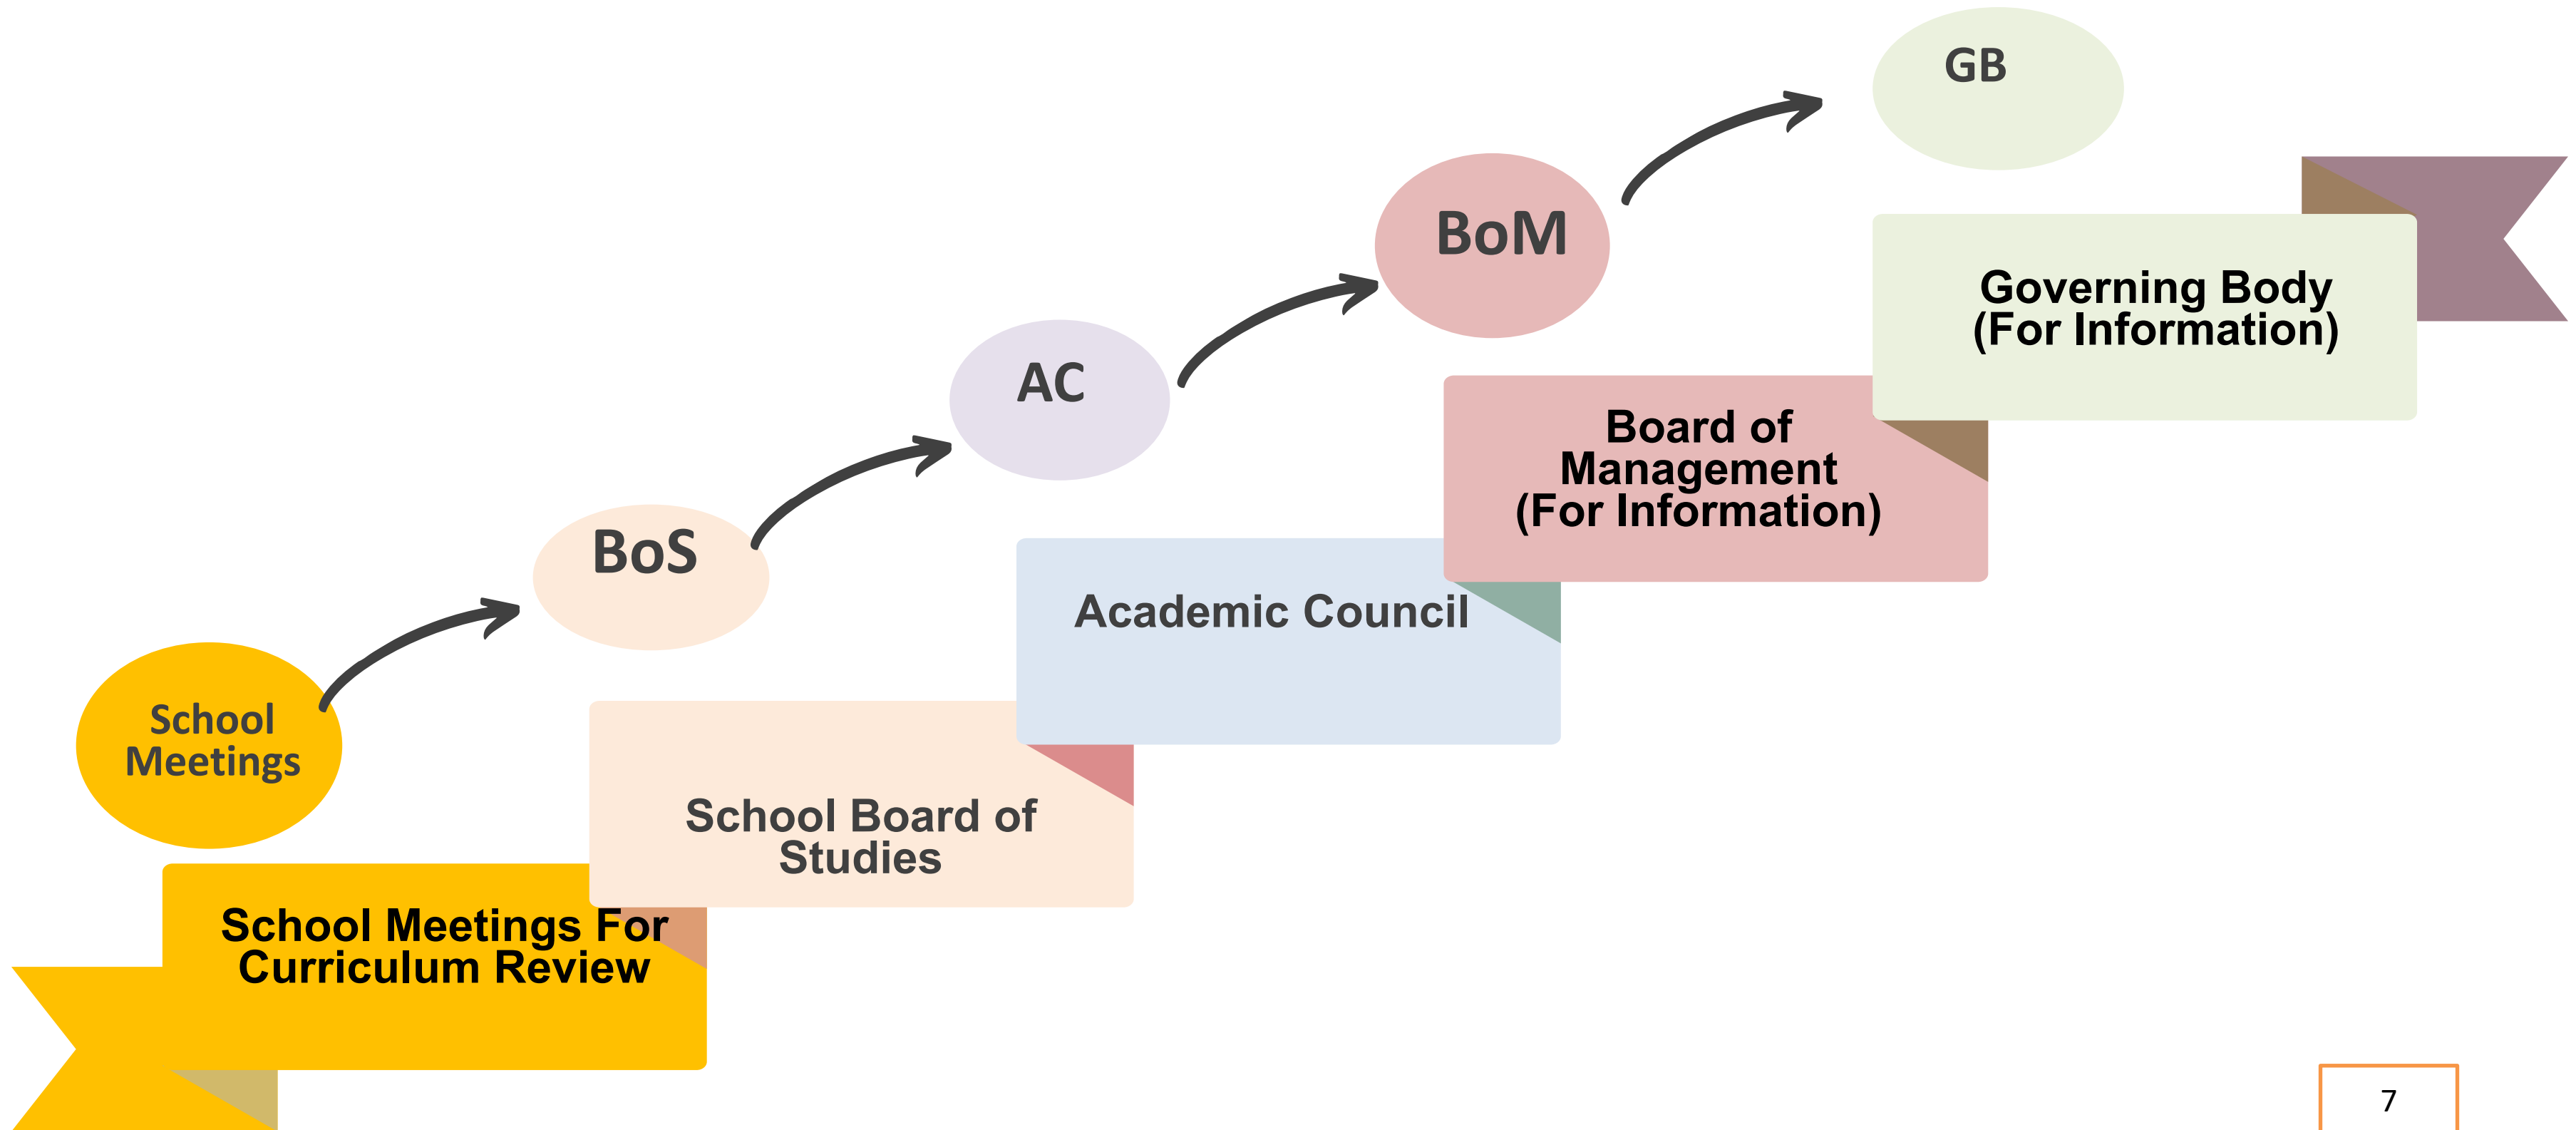 GB
BoM
AC
BoS
School
Meetings
Governing Body
(For Information)
Board of
Management
(For Information)
Academic Council
School Board of
Studies
School Meetings For
Curriculum Review
7